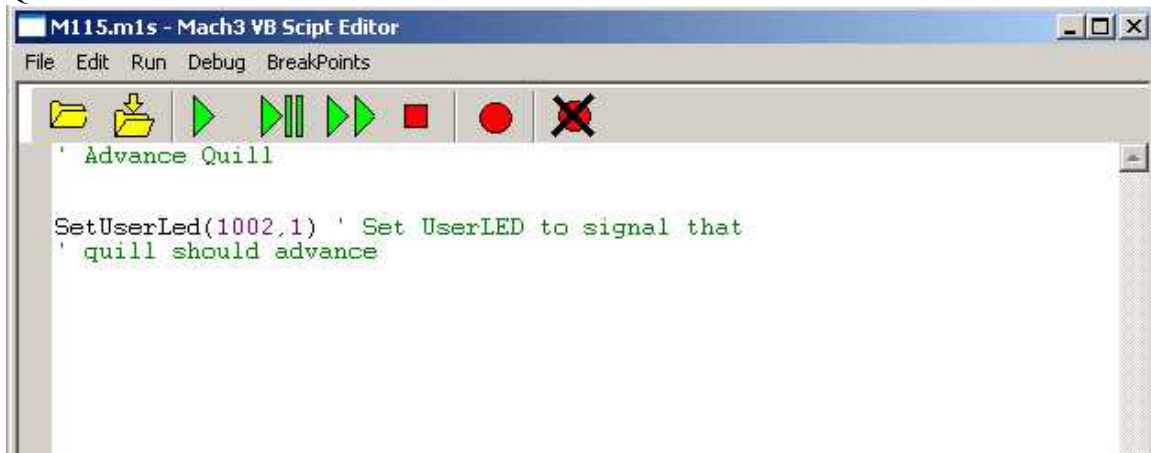 M115.m1s - Mach3 VB Scipt Editor
File Edit Run Debug BreakPoints
' Advance Quill
SetUserLed(1002,1) ' Set UserLED to signal that
' quill should advance